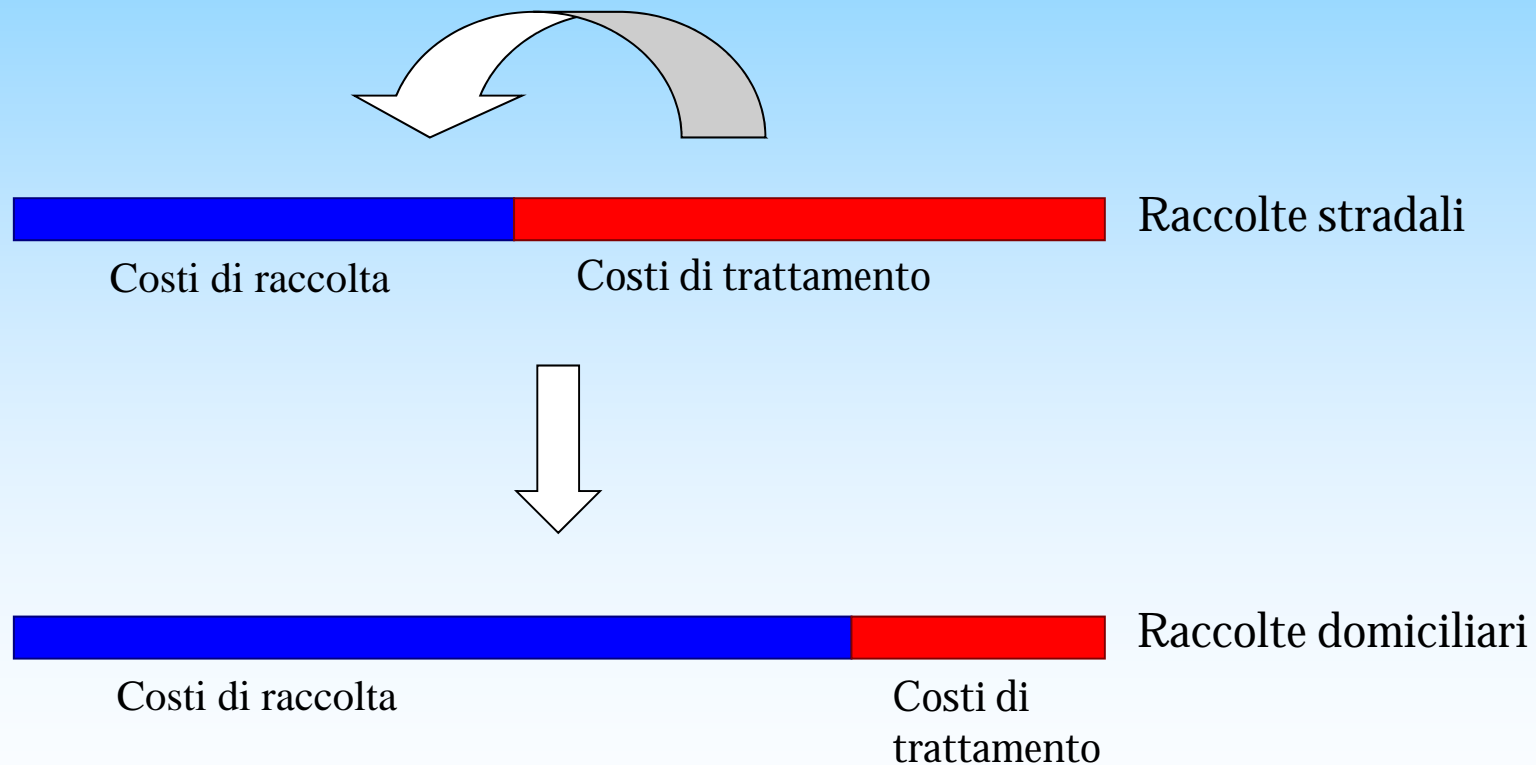 Raccolte stradali
Costi di raccolta
Costi di trattamento
Raccolte domiciliari
Costi di raccolta
Costi di
trattamento